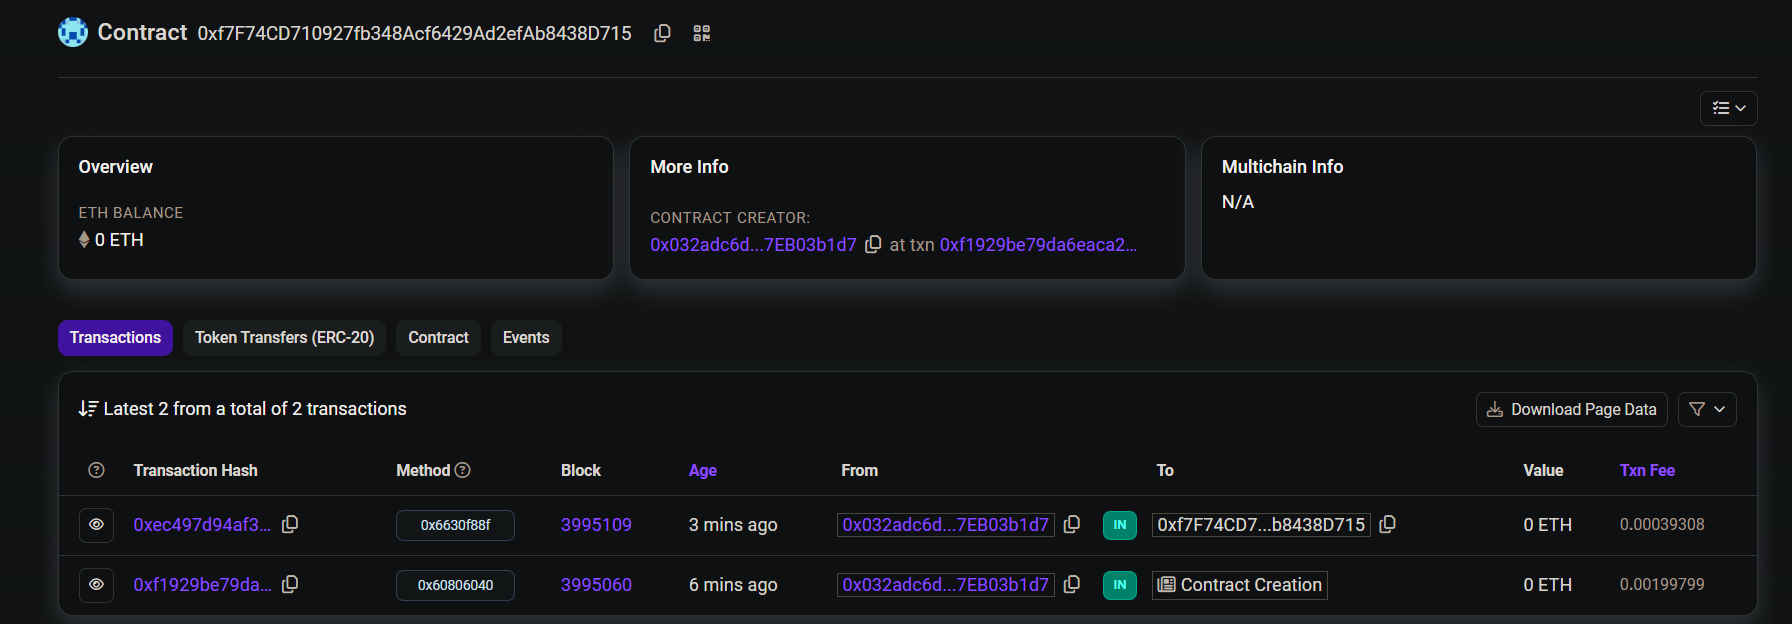 Contract 0xf7F74CD710927fb348Acf6429Ad2efAb8438D715
Overview
ETH BALANCE
0 ETH
More Info
CONTRACT CREATOR:
0x032adc6d...7EB03b1d7 at txn 0xf1929be79da6eaca2...
Multichain Info
N/A
Transactions Token Transfers (ERC-20) Contract Events
Latest 2 from a total of 2 transactions
Download Page Data
Transaction Hash Method Block Age From To Value Txn Fee
0xec497d94af3... 0x6630f88f 3995109 3 mins ago 0x032adc6d...7EB03b1d7 IN 0xf7F74CD7...b8438D715 0 ETH 0.00039308
0xf1929be79da... 0x60806040 3995060 6 mins ago 0x032adc6d...7EB03b1d7 IN Contract Creation 0 ETH 0.00199799